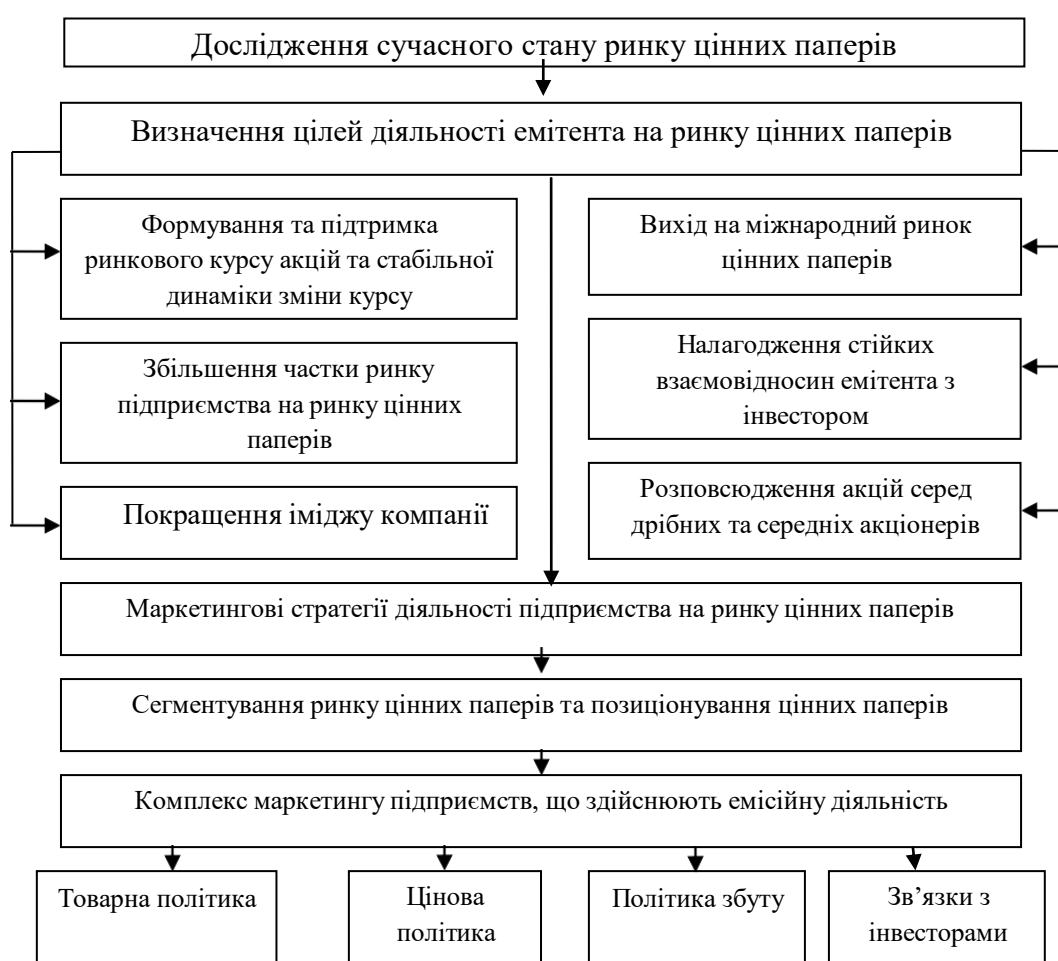 Дослідження сучасного стану ринку цінних паперів
Визначення цілей діяльності емітента на ринку цінних паперів
Формування та підтримка
ринкового курсу акцій та стабільної
динаміки зміни курсу
Збільшення частки ринку
підприємства на ринку цінних
паперів
Покращення іміджу компанії
Вихід на міжнародний ринок
цінних паперів
Налагодження стійких
взаємовідносин емітента з
інвестором
Розповсюдження акцій серед
дрібних та середніх акціонерів
Маркетингові стратегії діяльності підприємства на ринку цінних паперів
Сегментування ринку цінних паперів та позиціонування цінних паперів
Комплекс маркетингу підприємств, що здійснюють емісійну діяльність
Товарна політика
Цінова
політика
Політика збуту
Зв’язки з
інвесторами